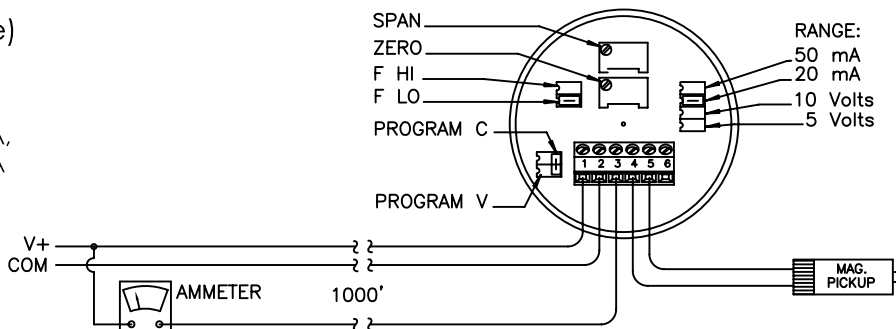 e)
SPAN
ZERO
F HI
F LO
PROGRAM C
PROGRAM V
RANGE:
50 mA
20 mA
10 Volts
5 Volts
1 2 3 4 5 6
V+
COM
AMMETER
1000'
MAG.
PICKUP